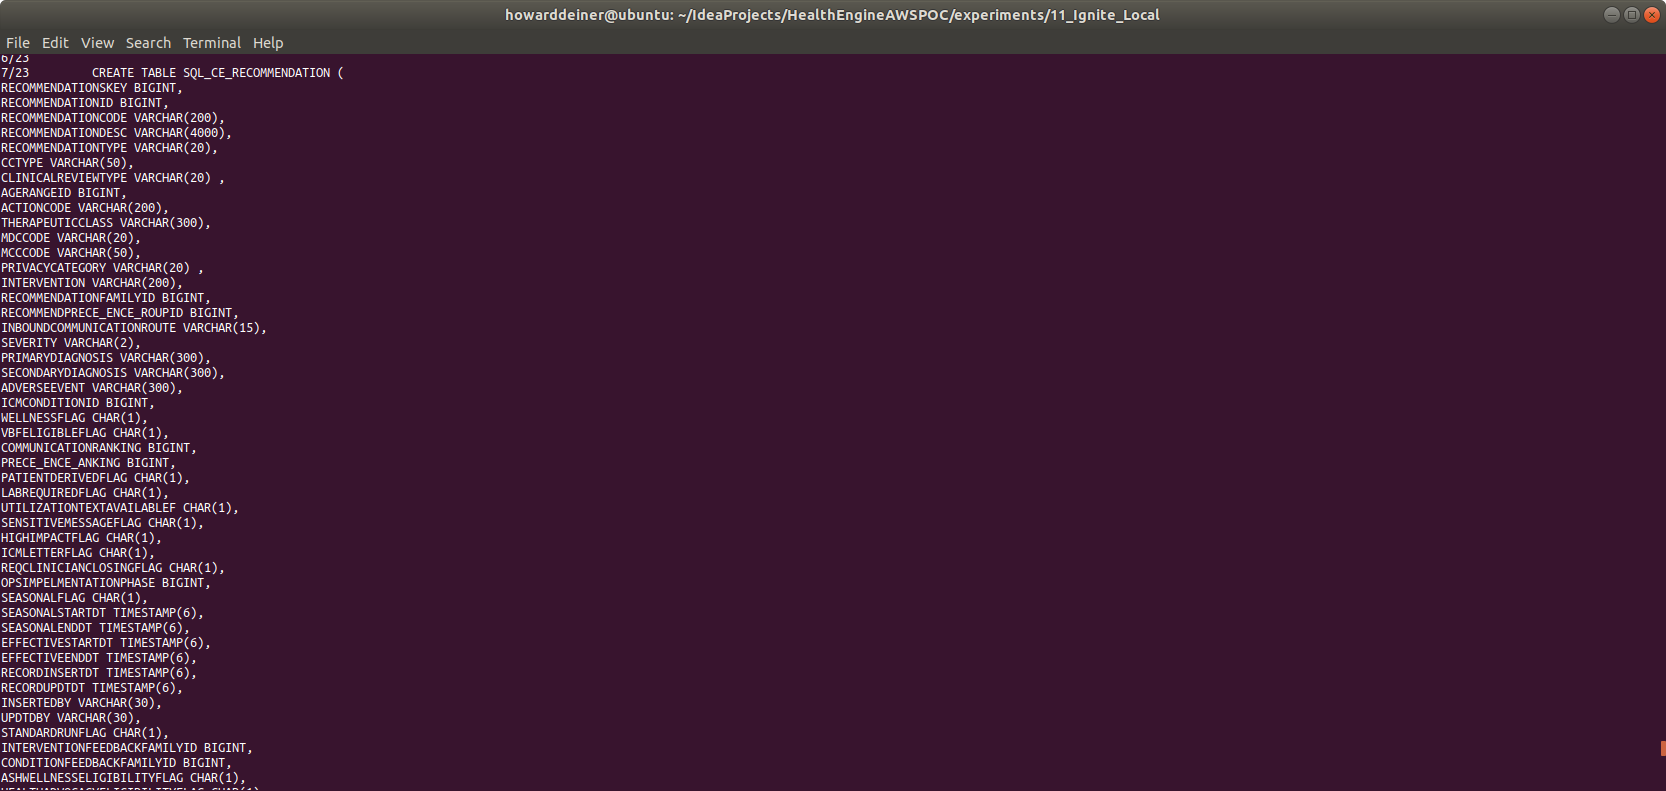 howarddeiner@ubuntu: ~/IdeaProjects/HealthEngineAWSPOC/experiments/11_Ignite_Local
File Edit View Search Terminal Help
6/23
7/23 CREATE TABLE SQL_CE_RECOMMENDATION (
RECOMMENDATIONSKEY BIGINT,
RECOMMENDATIONID BIGINT,
RECOMMENDATIONCODE VARCHAR(200),
RECOMMENDATIONDESC VARCHAR(4000),
RECOMMENDATIONTYPE VARCHAR(20),
CCTYPE VARCHAR(50),
CLINICALREVIEWTYPE VARCHAR(20) ,
AGERANGEID BIGINT,
ACTIONCODE VARCHAR(200),
THERAPEUTICCLASS VARCHAR(300),
MDCCODE VARCHAR(20),
MCCCODE VARCHAR(50),
PRIVACYCATEGORY VARCHAR(20) ,
INTERVENTION VARCHAR(200),
RECOMMENDATIONFAMILYID BIGINT,
RECOMMENDPRECE_ENCE_ROUPID BIGINT,
INBOUNDCOMMUNICATIONROUTE VARCHAR(15),
SEVERITY VARCHAR(2),
PRIMARYDIAGNOSIS VARCHAR(300),
SECONDARYDIAGNOSIS VARCHAR(300),
ADVERSEEVENT VARCHAR(300),
ICMCONDITIONID BIGINT,
WELLNESSFLAG CHAR(1),
VBFELIGIBLEFLAG CHAR(1),
COMMUNICATIONRANKING BIGINT,
PRECE_ENCE_ANKING BIGINT,
PATIENTDERIVEDFLAG CHAR(1),
LABREQUIREDFLAG CHAR(1),
UTILIZATIONTEXTAVAILABLEF CHAR(1),
SENSITIVEMESSAGEFLAG CHAR(1),
HIGHIMPACTFLAG CHAR(1),
ICMLETTERFLAG CHAR(1),
REQCLINICIANCLOSINGFLAG CHAR(1),
OPSIMPELMENTATIONPHASE BIGINT,
SEASONALFLAG CHAR(1),
SEASONALSTARTDT TIMESTAMP(6),
SEASONALENDDT TIMESTAMP(6),
EFFECTIVESTARTDT TIMESTAMP(6),
EFFECTIVEENDDT TIMESTAMP(6),
RECORDINSERTDT TIMESTAMP(6),
RECORDUPDTDT TIMESTAMP(6),
INSERTEDBY VARCHAR(30),
UPDTDBY VARCHAR(30),
STANDARDRUNFLAG CHAR(1),
INTERVENTIONFEEDBACKFAMILYID BIGINT,
CONDITIONFEEDBACKFAMILYID BIGINT,
ASHWELLNESSELIGIBILITYFLAG CHAR(1),